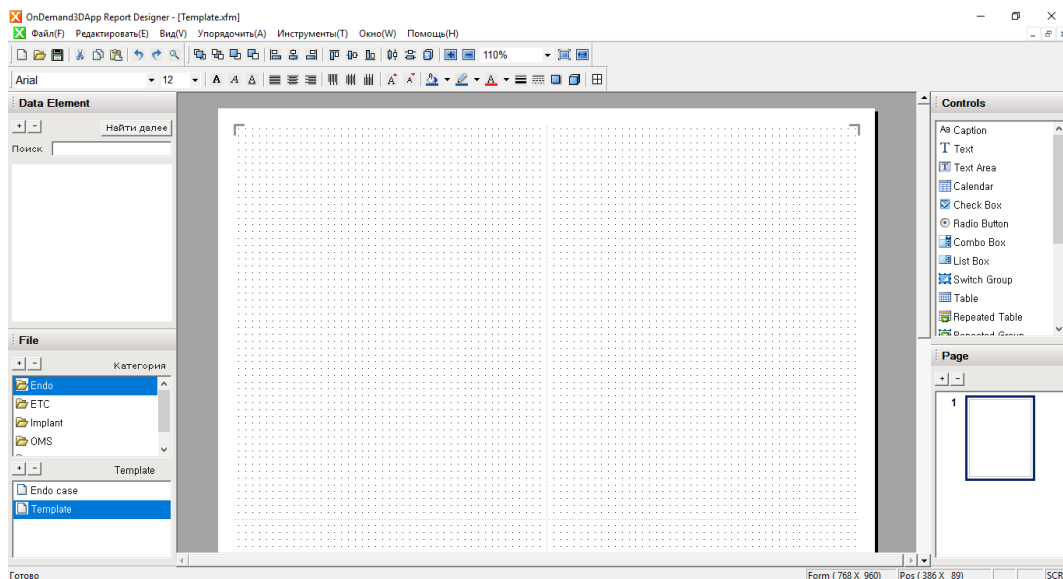 OnDemand3DApp Report Designer - [Template.xfm]
Файл(F) Редактировать(E) Вид(V) Упорядочить(A) Инструменты(T) Окно(W) Помощь(H)
110%
Arial 12
Data Element
Найти далее
Поиск
File
Категория
Endo
ETC
Implant
OMS
Template
Endo case
Template
Controls
Aa Caption
T Text
T Text Area
Calendar
Check Box
Radio Button
Combo Box
List Box
Switch Group
Table
Repeated Table
Repeated Group
Page
1
Готово
Form ( 768 X 960) Pos ( 386 X 89) SCR